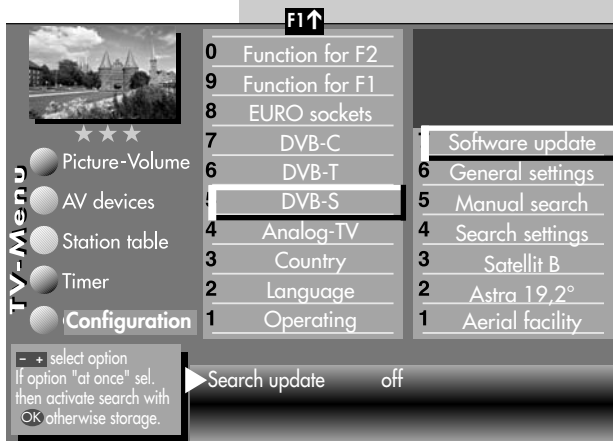 F1↑
TV-Menu
Picture-Volume
AV devices
Station table
Timer
Configuration
0 Function for F2
9 Function for F1
8 EURO sockets
7 DVB-C
6 DVB-T
DVB-S
4 Analog-TV
3 Country
2 Language
1 Operating
Software update
6 General settings
5 Manual search
4 Search settings
3 Satellit B
2 Astra 19,2°
1 Aerial facility
- + select option
If option "at once" sel.
then activate search with
OK otherwise storage.
Search update off